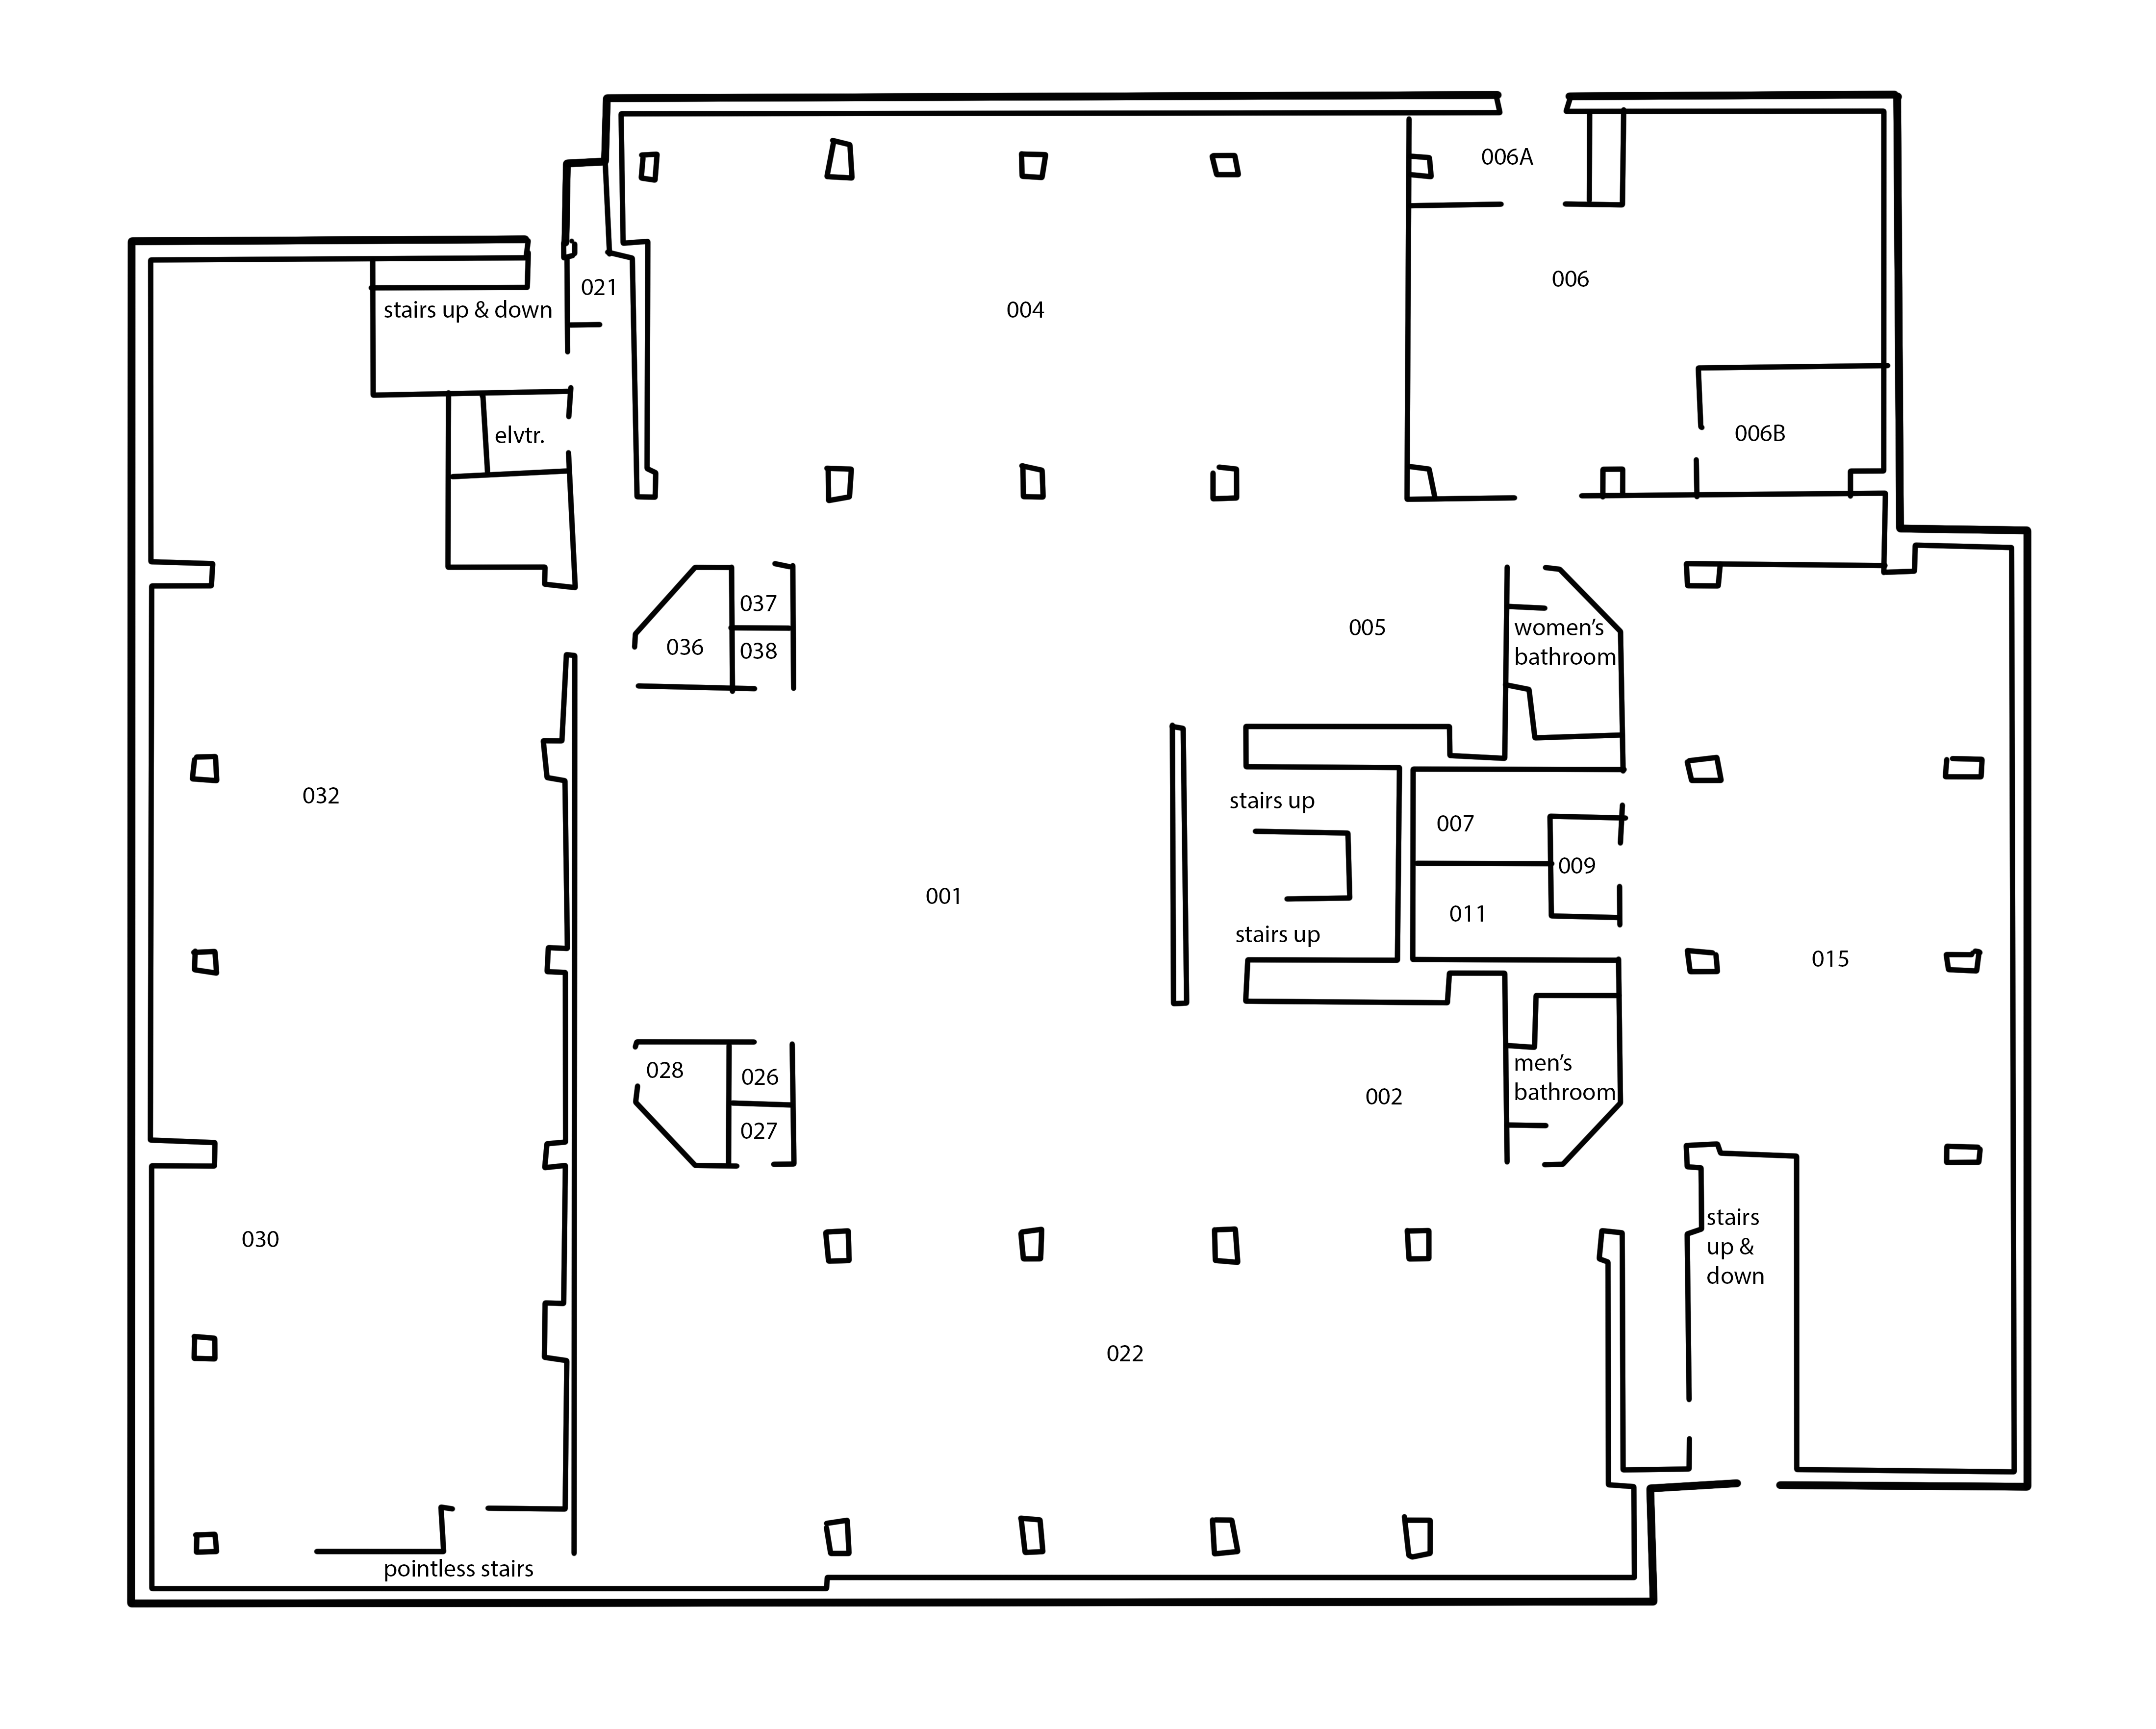 006A
006
021
004
stairs up & down
elvtr.
006B
037
036
038
005
women’s
bathroom
032
stairs up
007
009
001
011
stairs up
015
028
026
men’s
bathroom
002
027
030
stairs
up &
down
022
pointless stairs